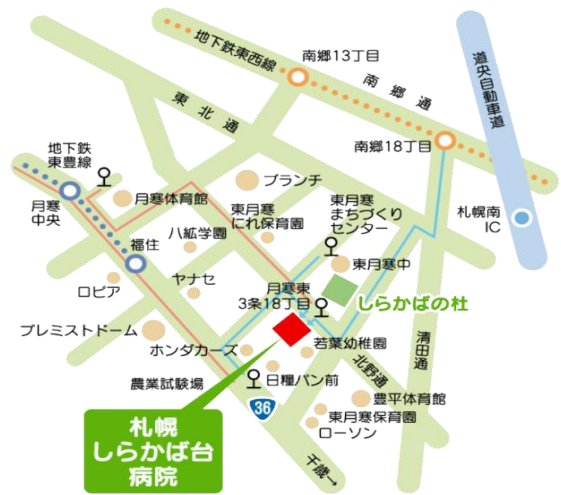 地下鉄東西線
南郷13丁目
南郷通
道央自動車道
東北通
南郷18丁目
地下鉄
東豊線
月寒
中央
月寒体育館
ブランチ
東月寒
にれ保育園
東月寒
まちづくり
センター
札幌南
IC
八紘学園
福住
東月寒中
ロピア
ヤナセ
月寒東
3条18丁目
しらかばの杜
プレミストドーム
ホンダカーズ
若葉幼稚園
清田通
北野通
農業試験場
日糧パン前
豊平体育館
36
東月寒保育園
ローソン
札幌
しらかば台
病院
千歳→